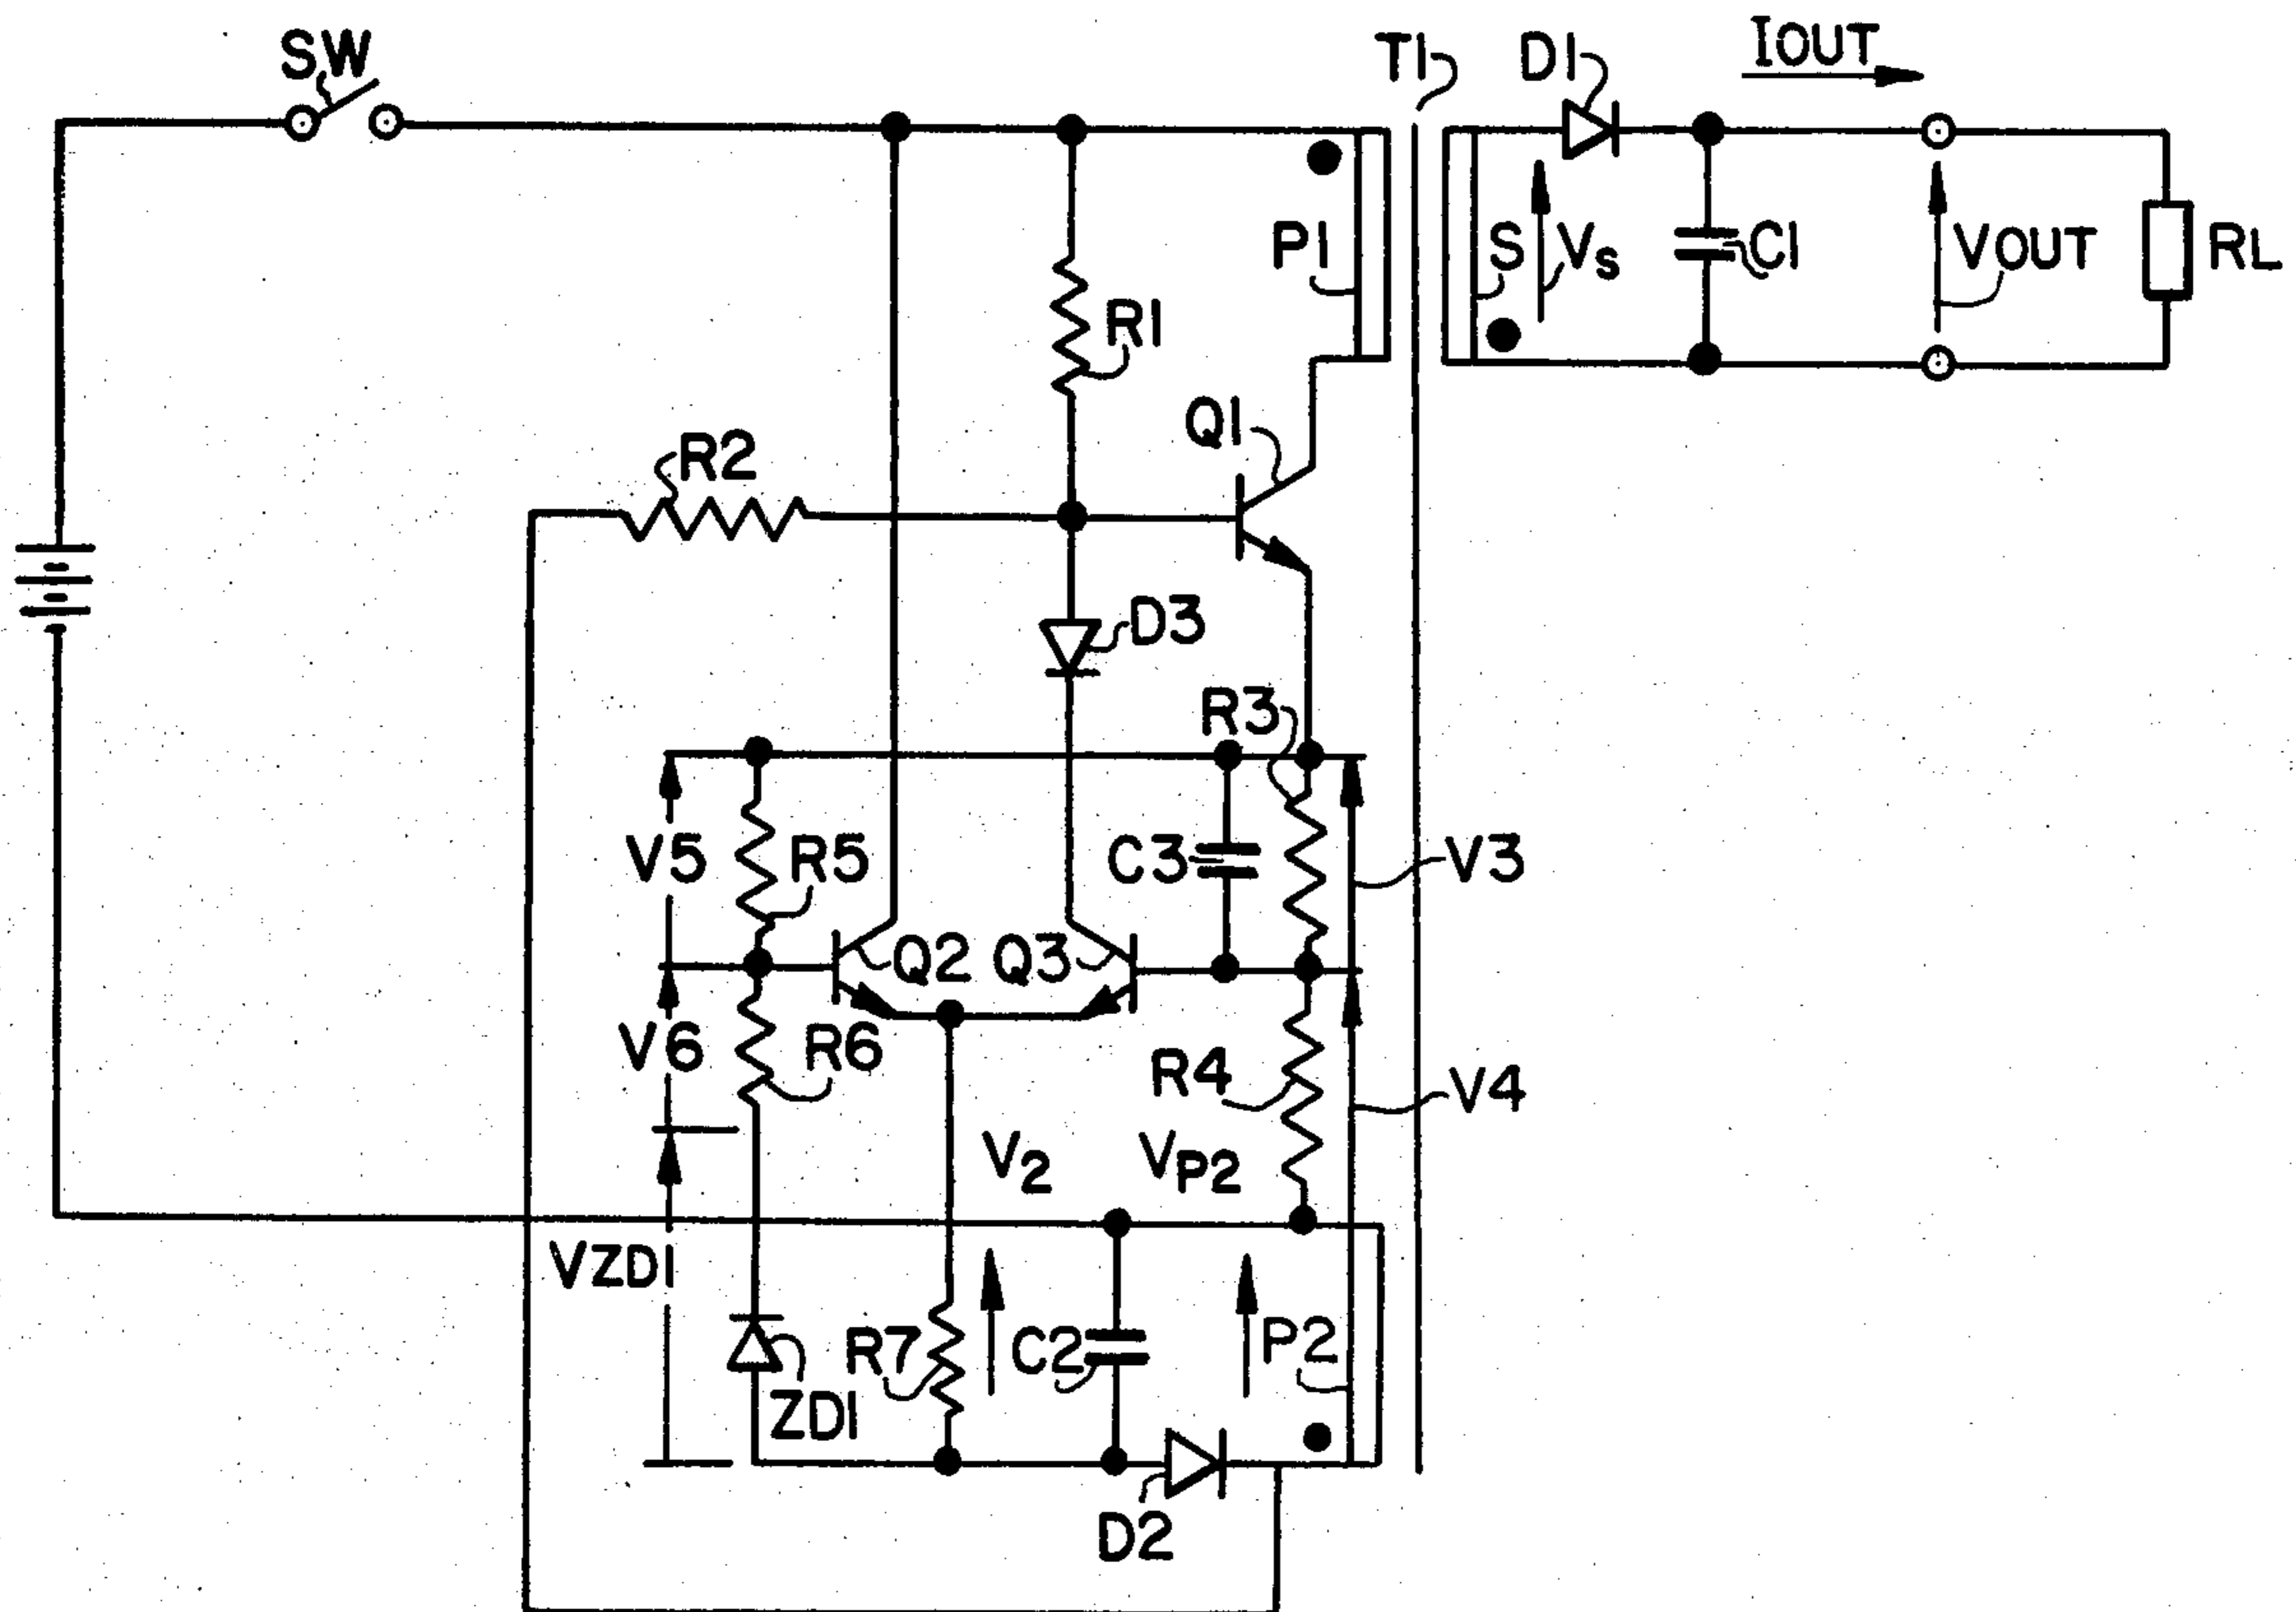 SW
T1
D1
IOUT
P1
S
Vs
C1
VOUT
RL
R1
Q1
R2
D3
R3
V5
R5
C3
V3
Q2
Q3
V6
R6
R4
V4
V2
VP2
VZD1
R7
C2
P2
ZD1
D2